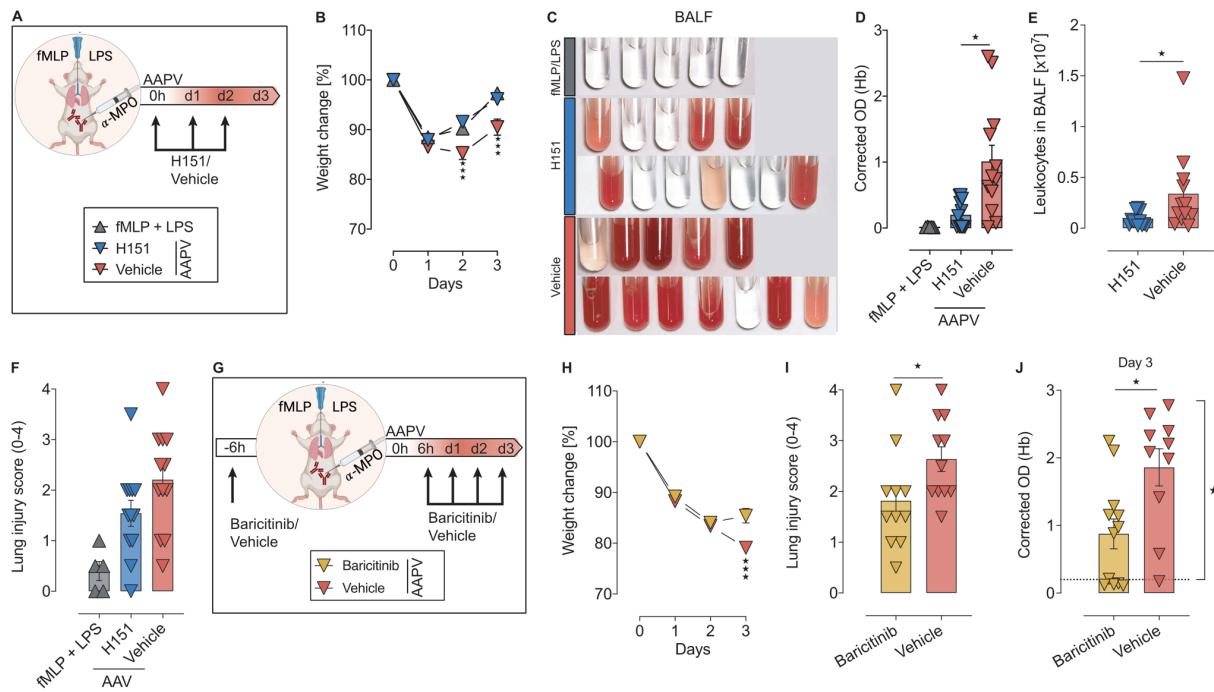 A
fMLP
LPS
α-MPO
AAPV
0h
d1
d2
d3
H151/
Vehicle
fMLP + LPS
H151
Vehicle
AAPV
B
Weight change [%]
110
100
90
80
70
0
1
2
3
Days
★★★
★★★
C
BALF
fMLP/LPS
H151
Vehicle
D
Corrected OD (Hb)
3
2
1
0
★
fMLP + LPS
H151
Vehicle
AAPV
E
Leukocytes in BALF [x10⁷]
2
1.5
1
0.5
0
★
H151
Vehicle
F
Lung injury score (0-4)
4
3
2
1
0
fMLP + LPS
H151
Vehicle
AAV
G
-6h
Baricitinib/
Vehicle
fMLP
LPS
α-MPO
AAPV
0h
6h
d1
d2
d3
Baricitinib/
Vehicle
Baricitinib
Vehicle
AAPV
H
Weight change [%]
110
100
90
80
70
0
1
2
3
Days
★★★
I
Lung injury score (0-4)
4
3
2
1
0
★
Baricitinib
Vehicle
J
Day 3
Corrected OD (Hb)
3
2
1
0
★
★
Baricitinib
Vehicle